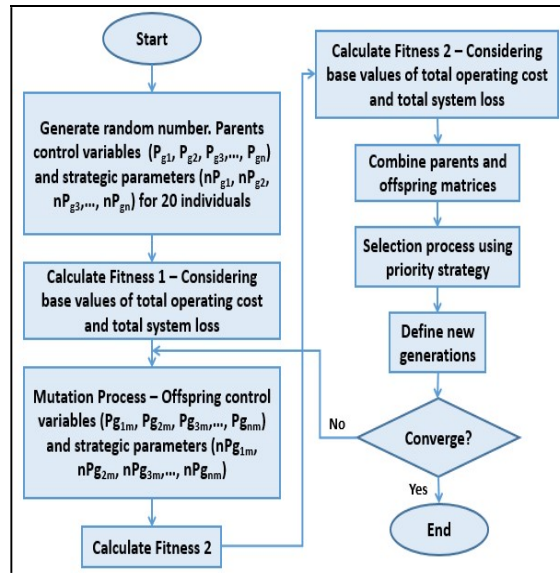 Start
Generate random number. Parents
control variables (Pg1, Pg2, Pg3,..., Pgn)
and strategic parameters (nPg1, nPg2,
nPg3,..., nPgn) for 20 individuals
Calculate Fitness 1 – Considering
base values of total operating cost
and total system loss
Mutation Process – Offspring control
variables (Pg1m, Pg2m, Pg3m,..., Pgnm)
and strategic parameters (nPg1m,
nPg2m, nPg3m,..., nPgnm)
Calculate Fitness 2
Calculate Fitness 2 – Considering
base values of total operating cost
and total system loss
Combine parents and
offspring matrices
Selection process using
priority strategy
Define new
generations
No
Converge?
Yes
End